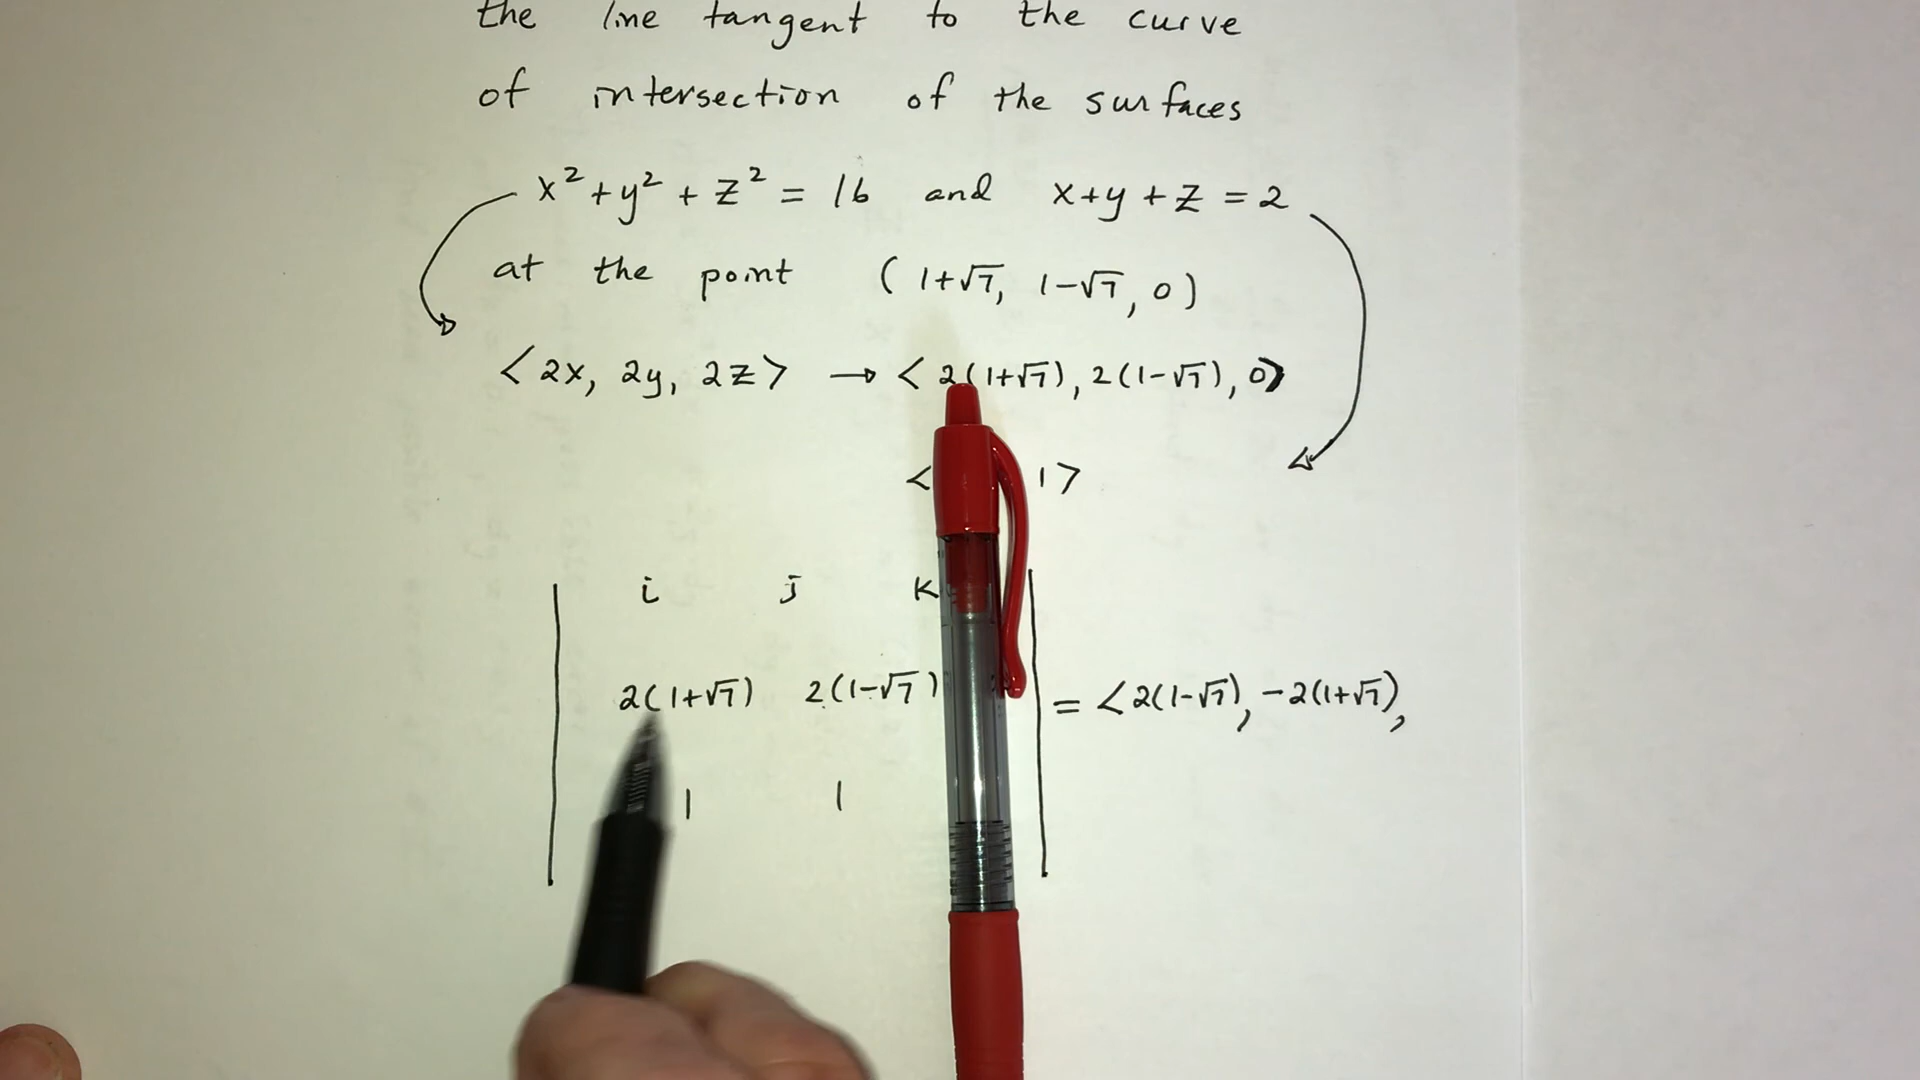 the line tangent to the curve
of intersection of the surfaces
x² + y² + z² = 16 and x+y+z = 2
at the point (1+√7, 1-√7, 0)
<2x, 2y, 2z> → <2(1+√7), 2(1-√7), 0>
< 1>
i j k
2(1+√7) 2(1-√7) = <2(1-√7), -2(1+√7),
1 1